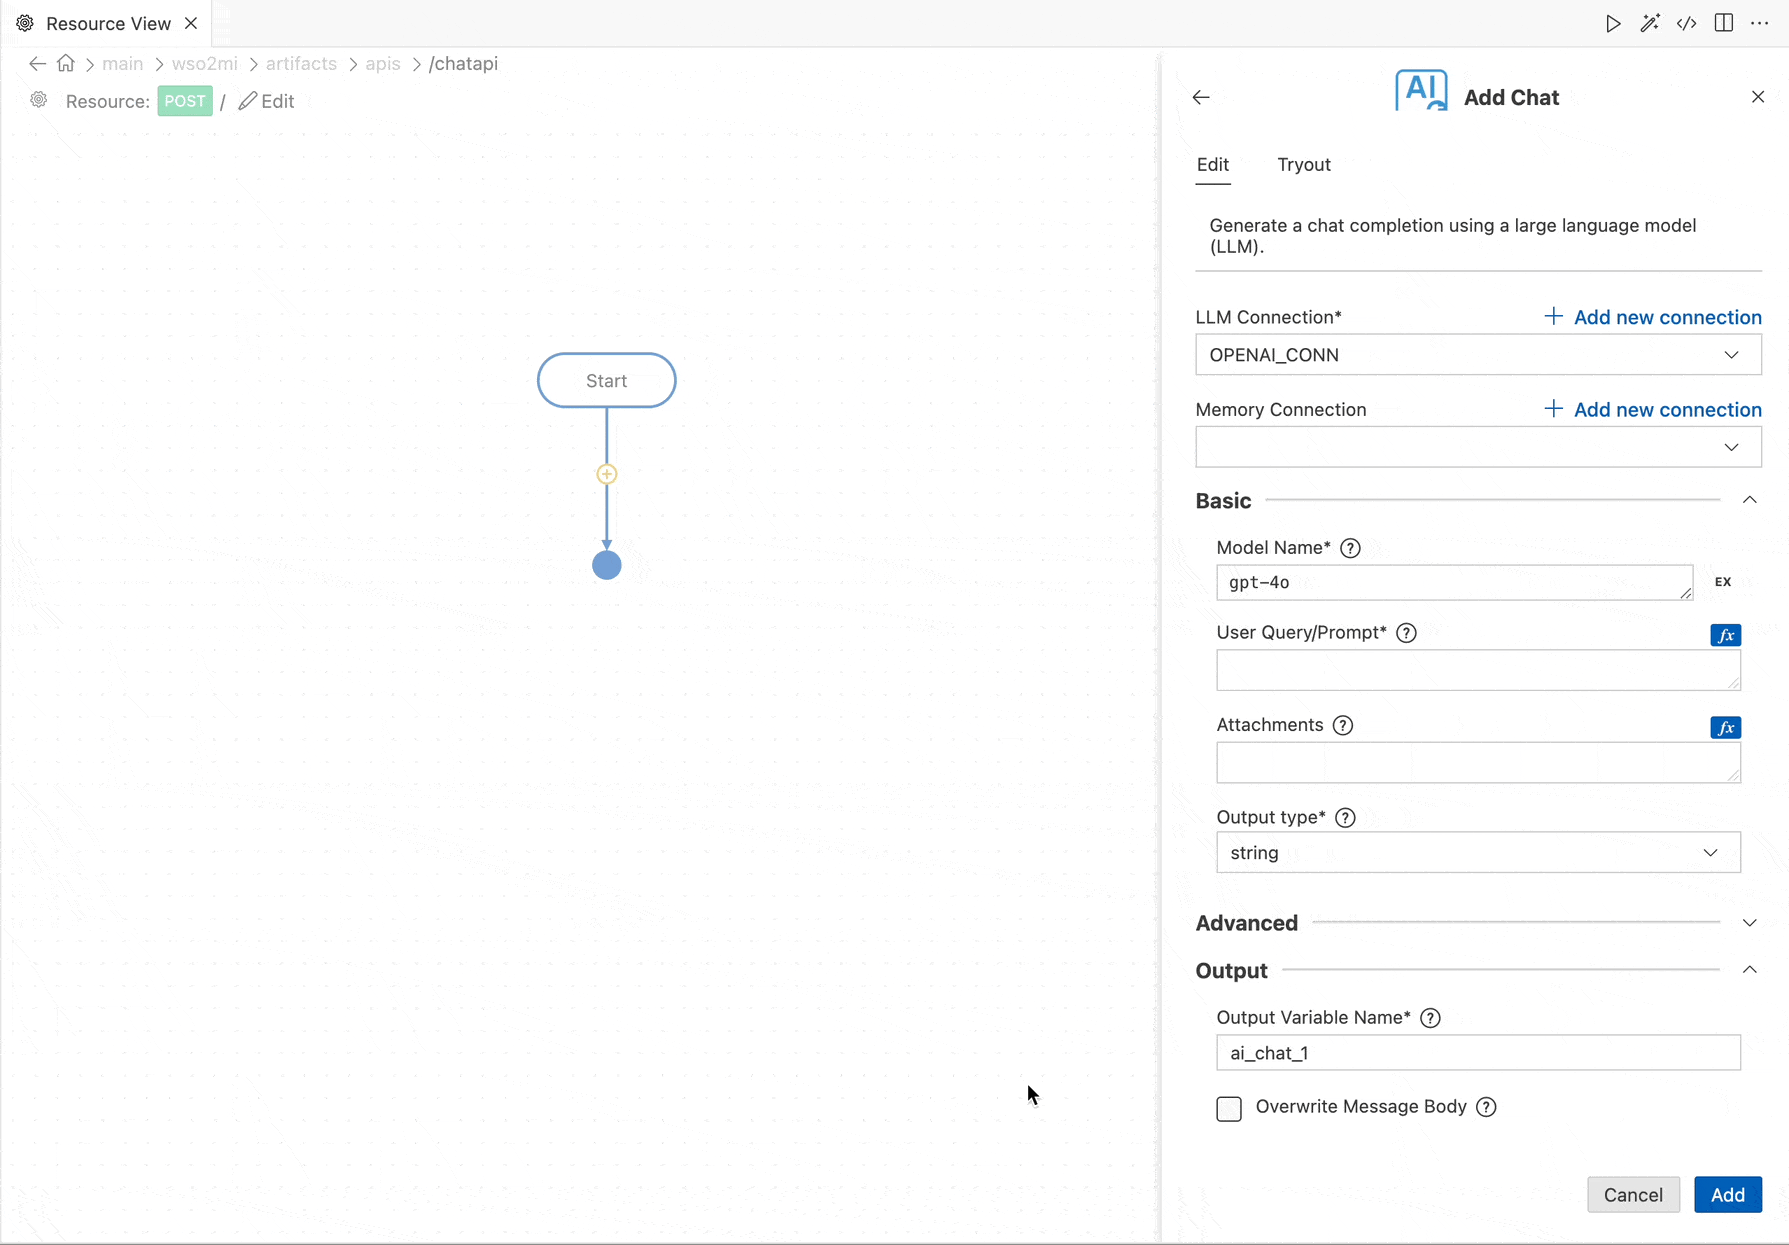 Resource View
main > wso2mi > artifacts > apis > /chatapi
Resource: POST / Edit
Start
AI Add Chat
Edit Tryout
Generate a chat completion using a large language model
(LLM).
LLM Connection* Add new connection
OPENAI_CONN
Memory Connection Add new connection
Basic
Model Name* ?
gpt-4o EX
User Query/Prompt* ? fx
Attachments ? fx
Output type* ?
string
Advanced
Output
Output Variable Name* ?
ai_chat_1
Overwrite Message Body ?
Cancel Add